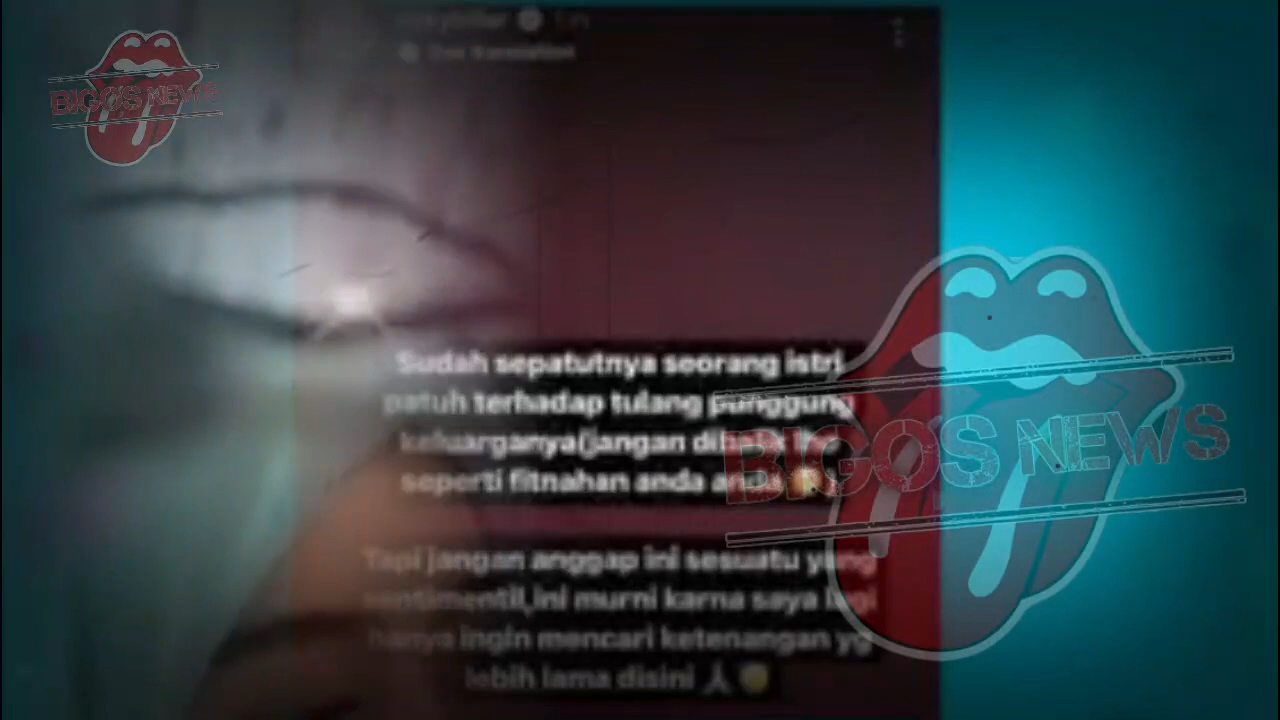 BIGOS NEWS
Sudah sepatutnya seorang istri
patuh terhadap tulang punggung
keluarganya(jangan
seperti fitnahan anda
BIGOS NEWS
Tapi jangan anggap ini sesuatu yang
sentimentil,ini murni karna saya lagi
hanya ingin mencari ketenangan yg
lebih lama disini